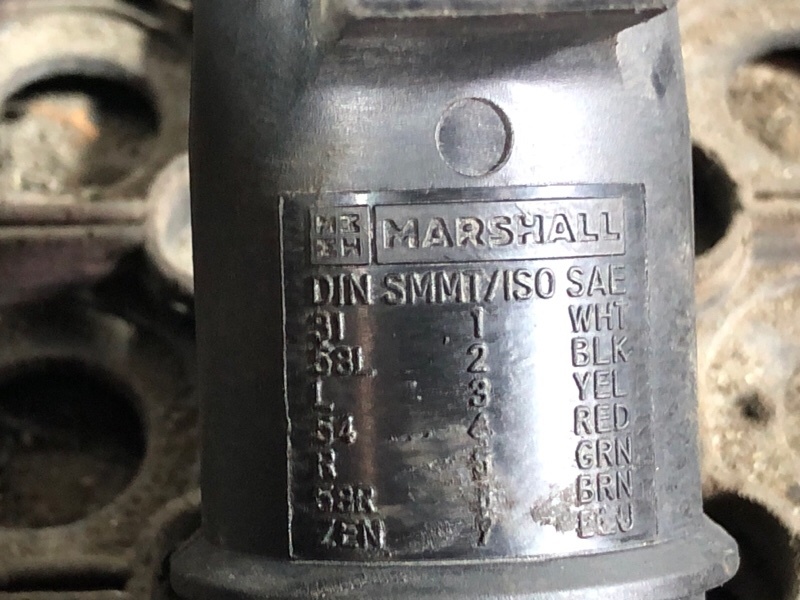 MARSHALL
DIN SMMT/ISO SAE
31 1 WHT
58L 2 BLK
L 3 YEL
54 4 RED
R GRN
58R BRN
7